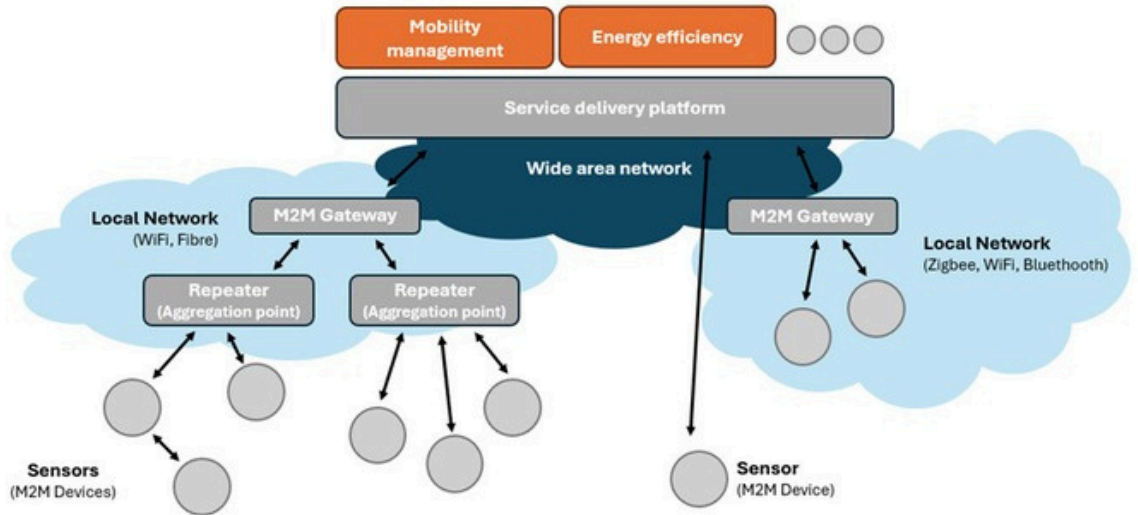 Mobility
management
Energy efficiency
Service delivery platform
Wide area network
Local Network
(WiFi, Fibre)
M2M Gateway
M2M Gateway
Local Network
(Zigbee, WiFi, Bluethooth)
Repeater
(Aggregation point)
Repeater
(Aggregation point)
Sensors
(M2M Devices)
Sensor
(M2M Device)